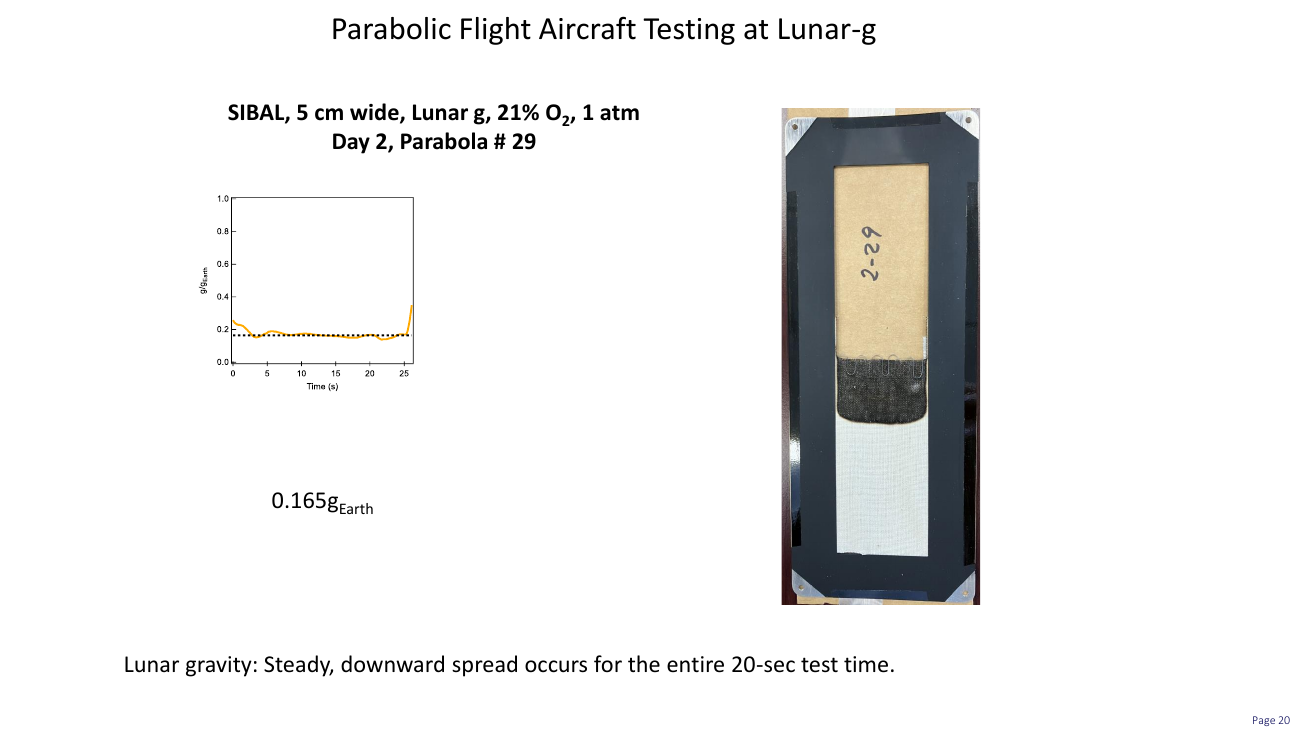 Parabolic Flight Aircraft Testing at Lunar-g
SIBAL, 5 cm wide, Lunar g, 21% O₂, 1 atm
Day 2, Parabola # 29
1.0
0.8
0.6
0.4
0.2
0.0
g/gEarth
0 5 10 15 20 25
Time (s)
2-29
0.165gEarth
Lunar gravity: Steady, downward spread occurs for the entire 20-sec test time.
Page 20